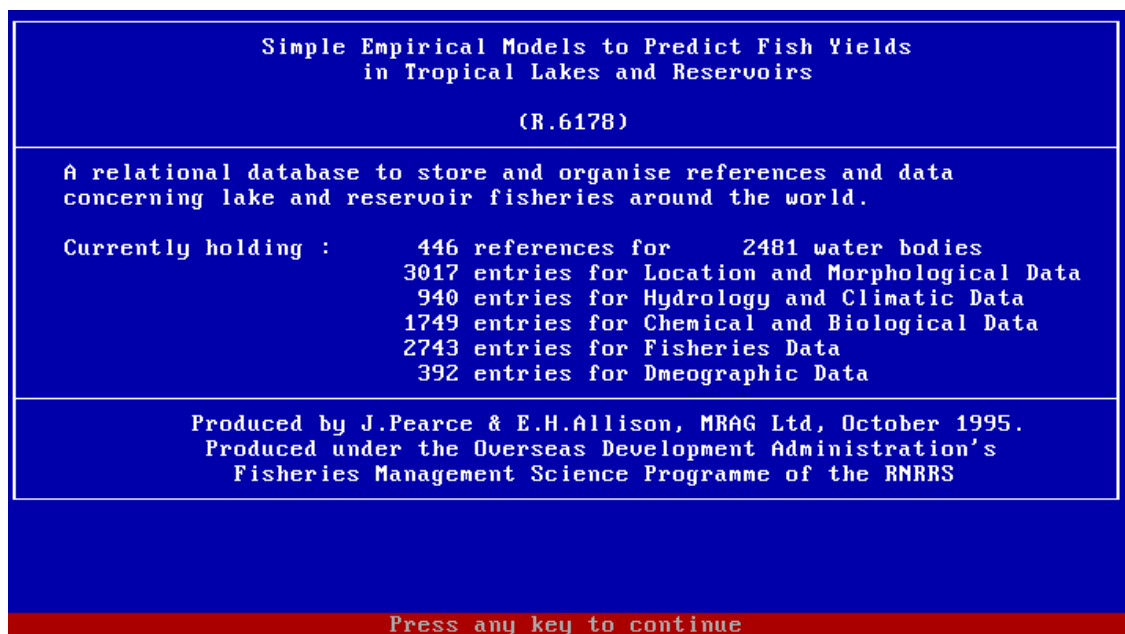 Simple Empirical Models to Predict Fish Yields
in Tropical Lakes and Reservoirs
(R.6178)
A relational database to store and organise references and data
concerning lake and reservoir fisheries around the world.
Currently holding : 446 references for 2481 water bodies
3017 entries for Location and Morphological Data
940 entries for Hydrology and Climatic Data
1749 entries for Chemical and Biological Data
2743 entries for Fisheries Data
392 entries for Dmeographic Data
Produced by J.Pearce & E.H.Allison, MRAG Ltd, October 1995.
Produced under the Overseas Development Administration's
Fisheries Management Science Programme of the RNRRS
Press any key to continue